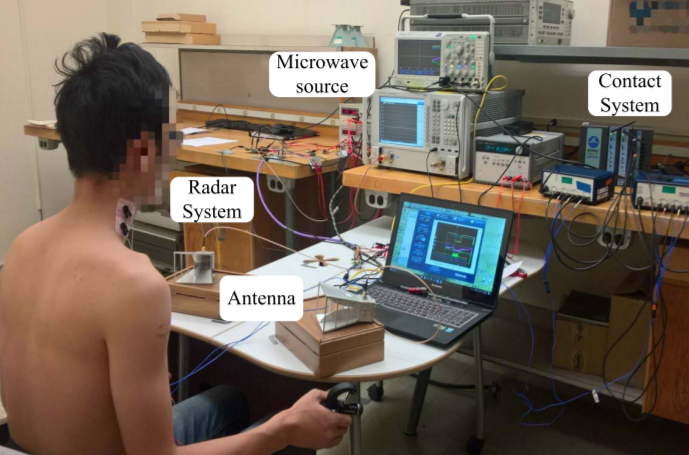 Microwave
source
Contact
System
Radar
System
Antenna